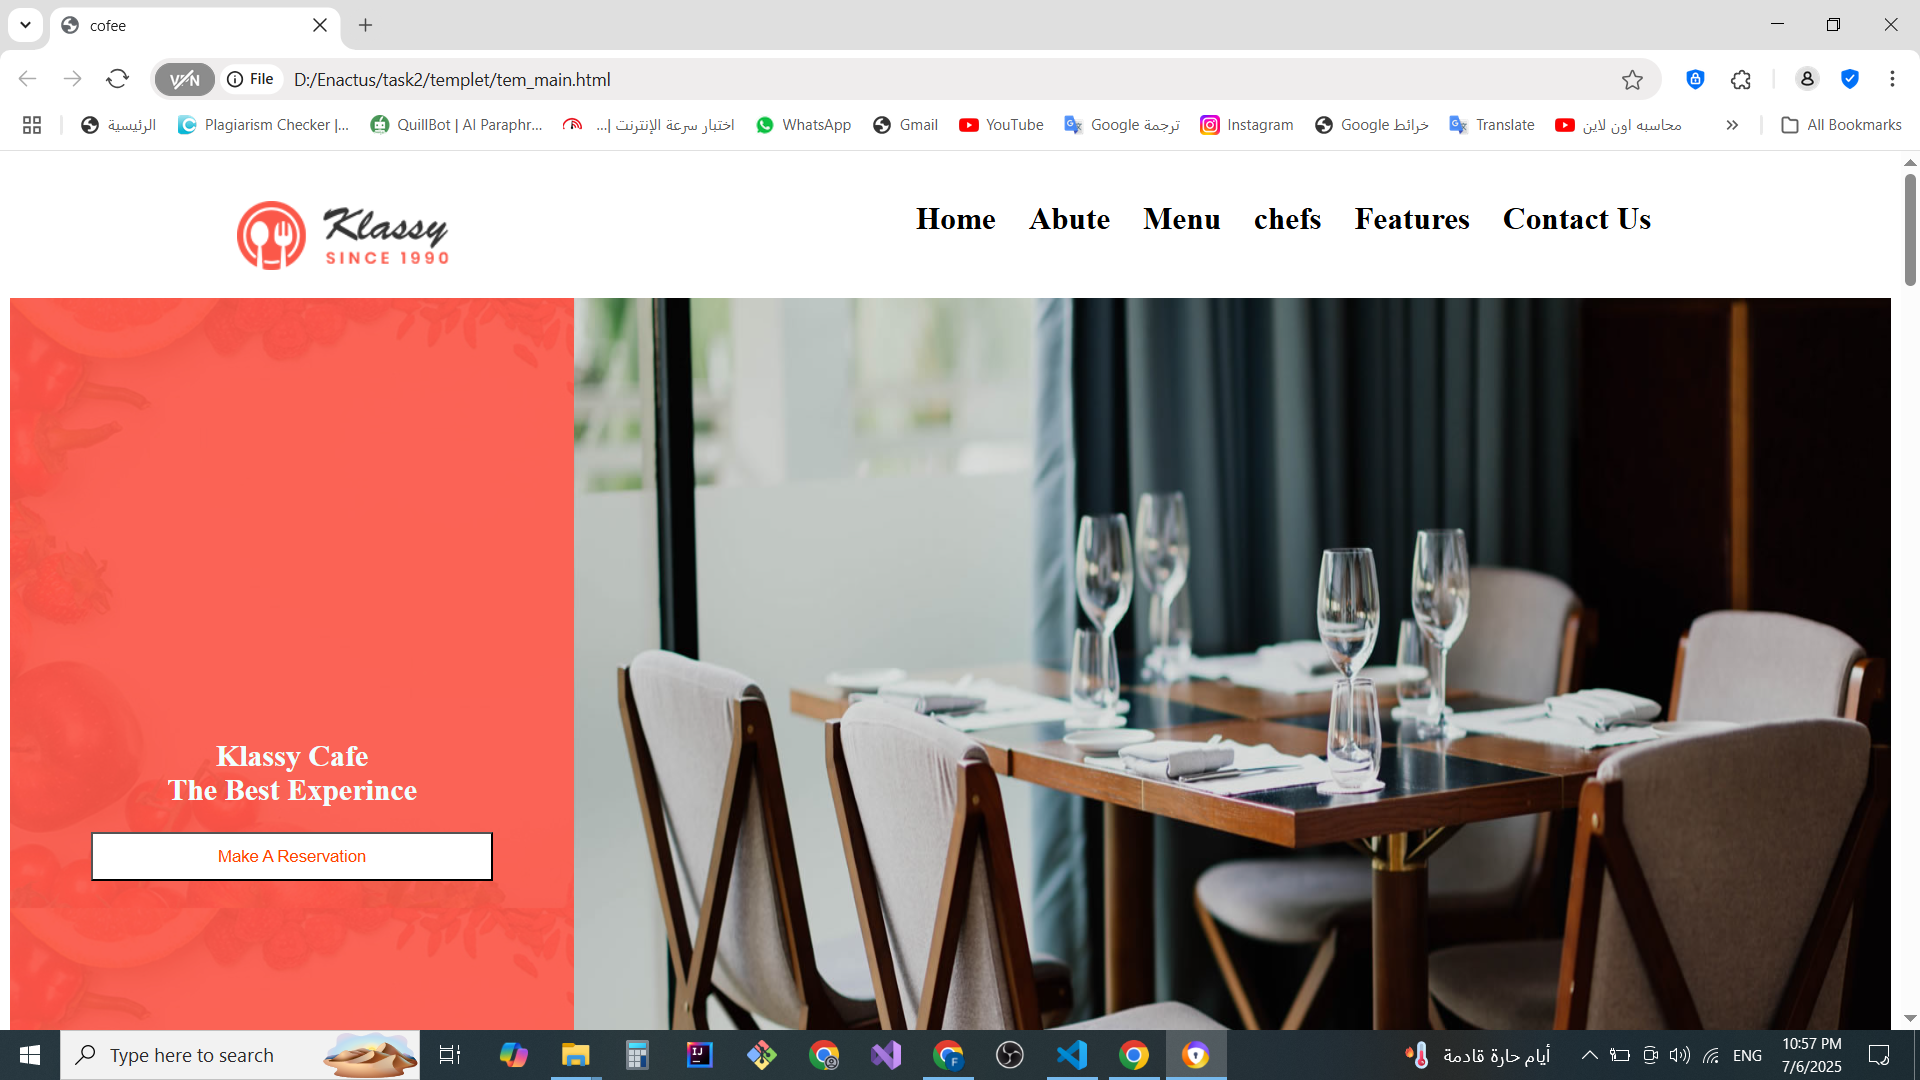 cofee
VPN
File
D:/Enactus/task2/templet/tem_main.html
الرئيسية
Plagiarism Checker |...
QuillBot | AI Paraphr...
اختبار سرعة الإنترنت |...
WhatsApp
Gmail
YouTube
ترجمة Google
Instagram
خرائط Google
Translate
محاسبه اون لاين
All Bookmarks
Klassy
SINCE 1990
Home
Abute
Menu
chefs
Features
Contact Us
Klassy Cafe
The Best Experince
Make A Reservation
Type here to search
أيام حارة قادمة
ENG
10:57 PM
7/6/2025